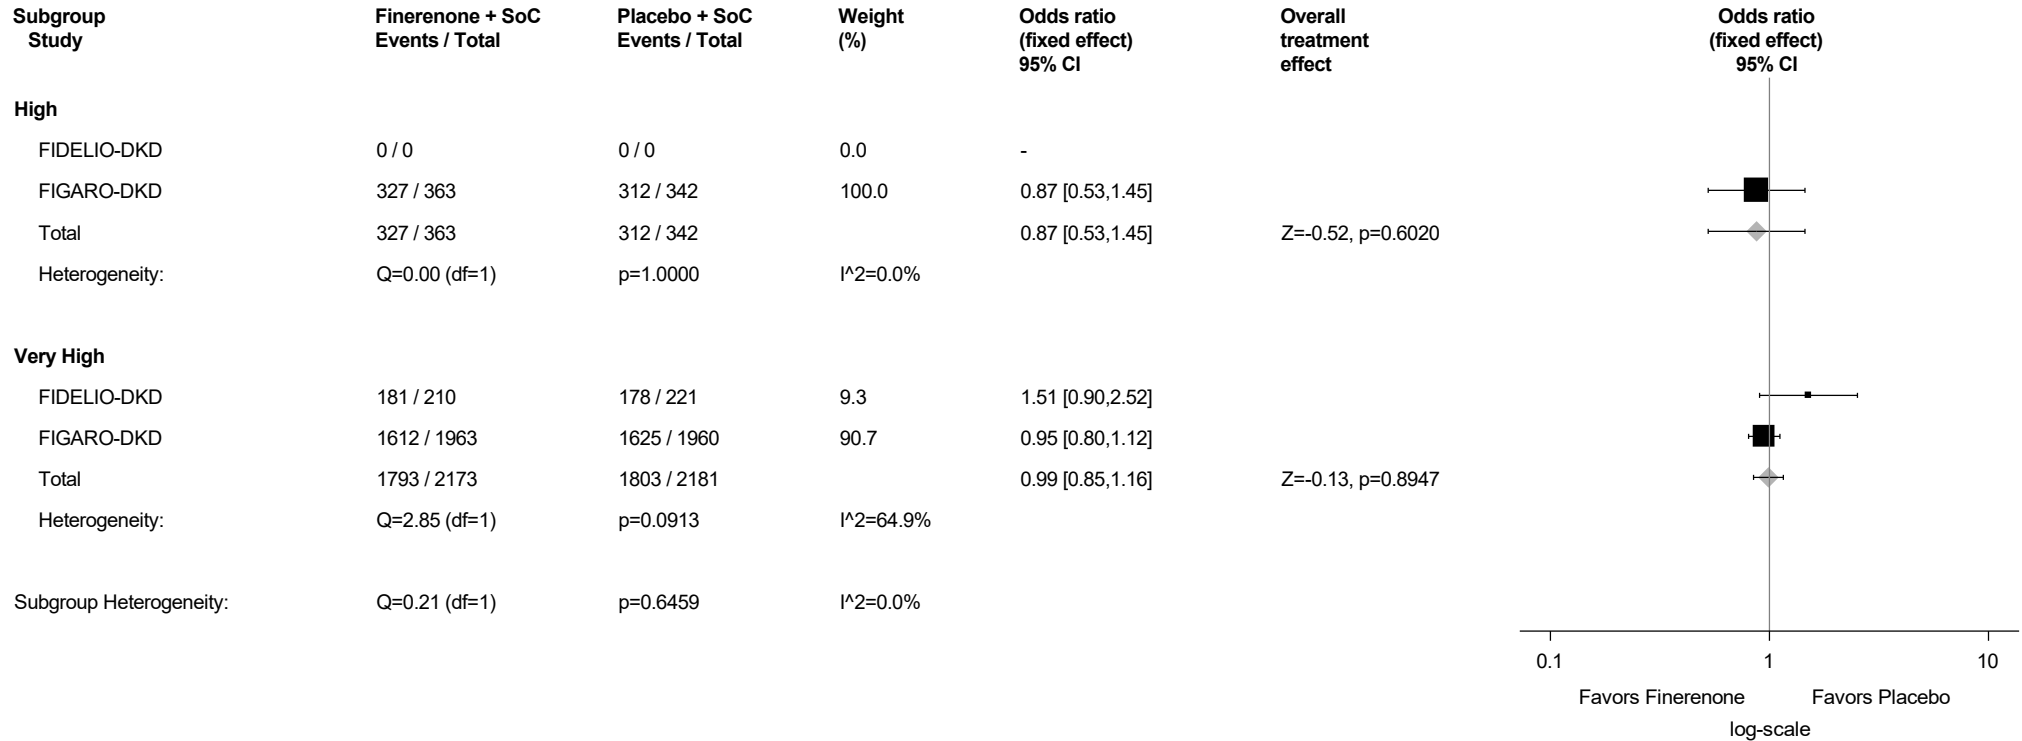 Subgroup Finerenone + SoC Placebo + SoC Weight Odds ratio Overall Odds ratio
Study Events / Total Events / Total (%) (fixed effect) treatment (fixed effect)
95% CI effect 95% CI
High
FIDELIO-DKD 0 / 0 0 / 0 0.0 -
FIGARO-DKD 327 / 363 312 / 342 100.0 0.87 [0.53,1.45]
Total 327 / 363 312 / 342 0.87 [0.53,1.45] Z=-0.52, p=0.6020
Heterogeneity: Q=0.00 (df=1) p=1.0000 I^2=0.0%
Very High
FIDELIO-DKD 181 / 210 178 / 221 9.3 1.51 [0.90,2.52]
FIGARO-DKD 1612 / 1963 1625 / 1960 90.7 0.95 [0.80,1.12]
Total 1793 / 2173 1803 / 2181 0.99 [0.85,1.16] Z=-0.13, p=0.8947
Heterogeneity: Q=2.85 (df=1) p=0.0913 I^2=64.9%
Subgroup Heterogeneity: Q=0.21 (df=1) p=0.6459 I^2=0.0%
0.1 1 10
Favors Finerenone Favors Placebo
log-scale